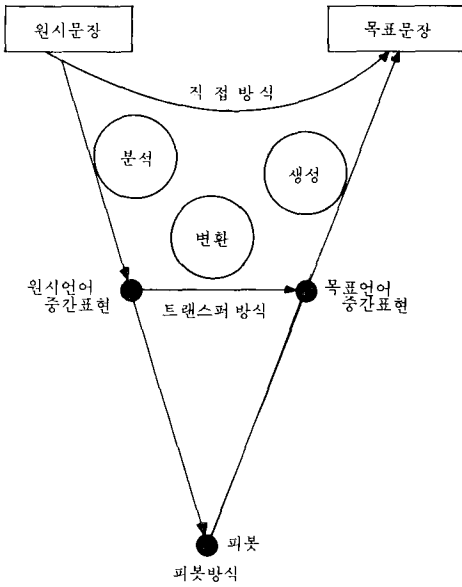 원시문장
목표문장
직접방식
분석
생성
변환
원시언어
중간표현
트랜스퍼 방식
목표언어
중간표현
피봇
피봇방식